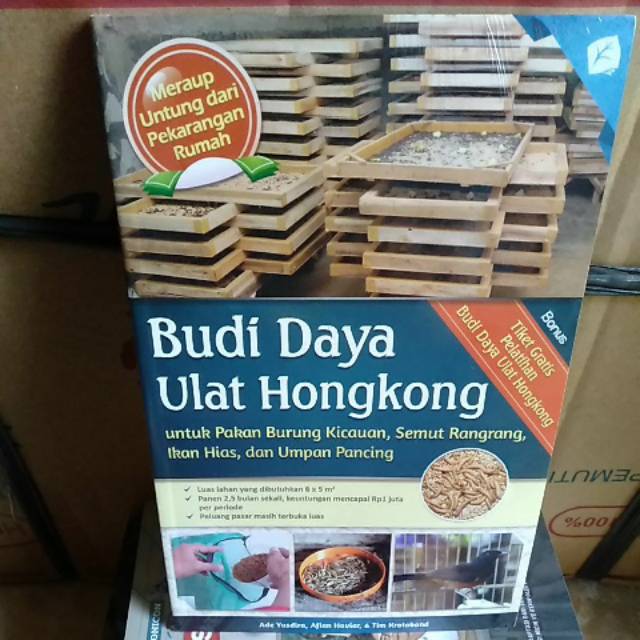 Meraup
Untung dari
Pekarangan
Rumah
Budi Daya
Ulat Hongkong
untuk Pakan Burung Kicauan, Semut Rangrang,
Ikan Hias, dan Umpan Pancing
Bonus
Tiket Gratis
Pelatihan
Budi Daya Ulat Hongkong
Luas lahan yang dibutuhkan 6 x 5 m²
Panen 2,5 bulan sekali, keuntungan mencapai Rp1 juta
per periode
Peluang pasar masih terbuka luas
PEMUTI
100%